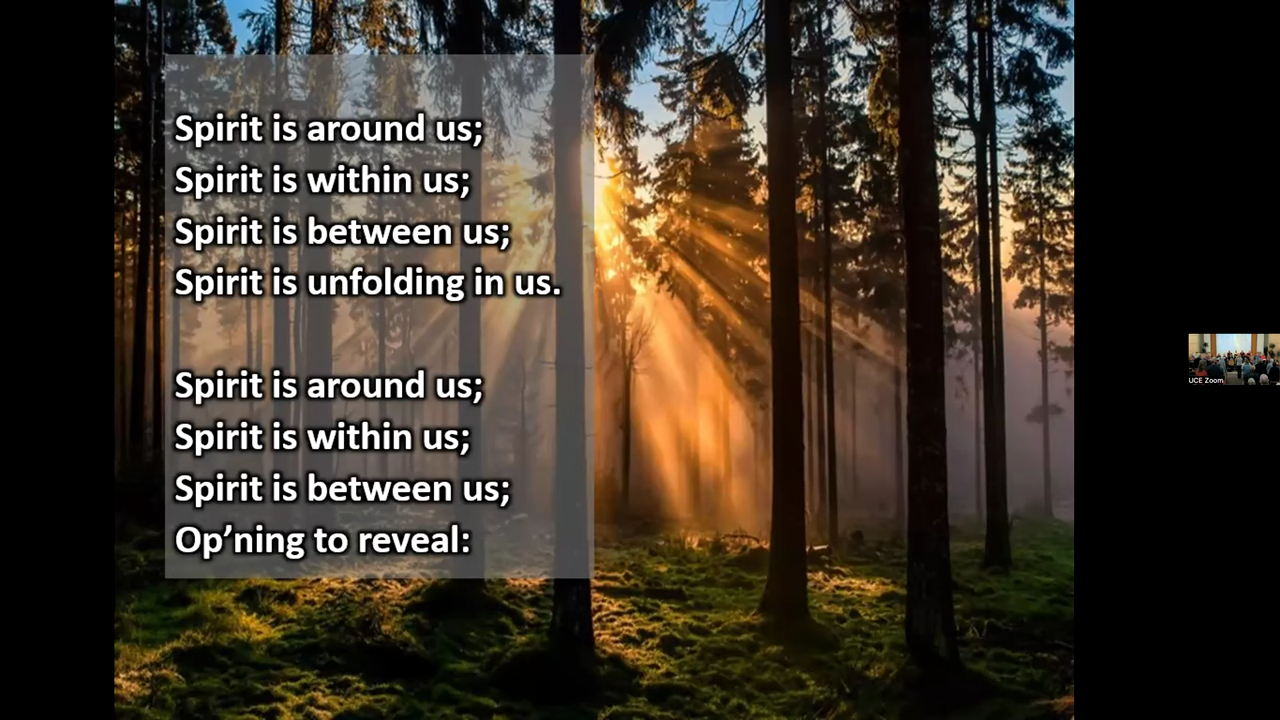 Spirit is around us;
Spirit is within us;
Spirit is between us;
Spirit is unfolding in us.
Spirit is around us;
Spirit is within us;
Spirit is between us;
Op’ning to reveal:
UCE Zoom